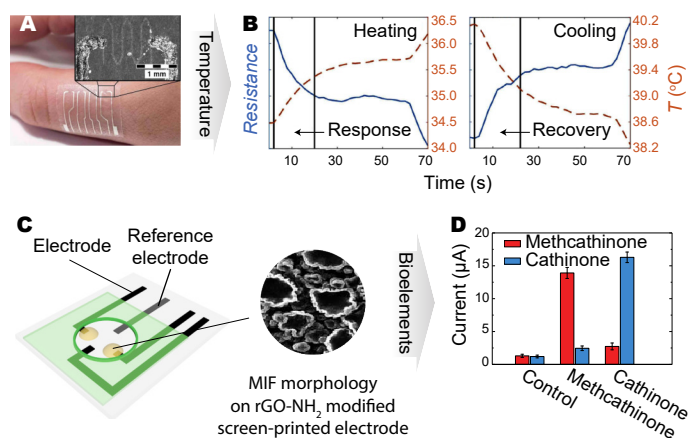 A
1 mm
Temperature
B
Heating
Cooling
Resistance
36.5
36.0
35.5
35.0
34.5
34.0
40.2
39.8
39.4
39.0
38.6
38.2
T (°C)
Response
Recovery
10 30 50 70
10 30 50 70
Time (s)
C
Electrode
Reference
electrode
MIF morphology
on rGO-NH₂ modified
screen-printed electrode
Bioelements
D
Methcathinone
Cathinone
Current (µA)
20
15
10
5
0
Control
Methcathinone
Cathinone